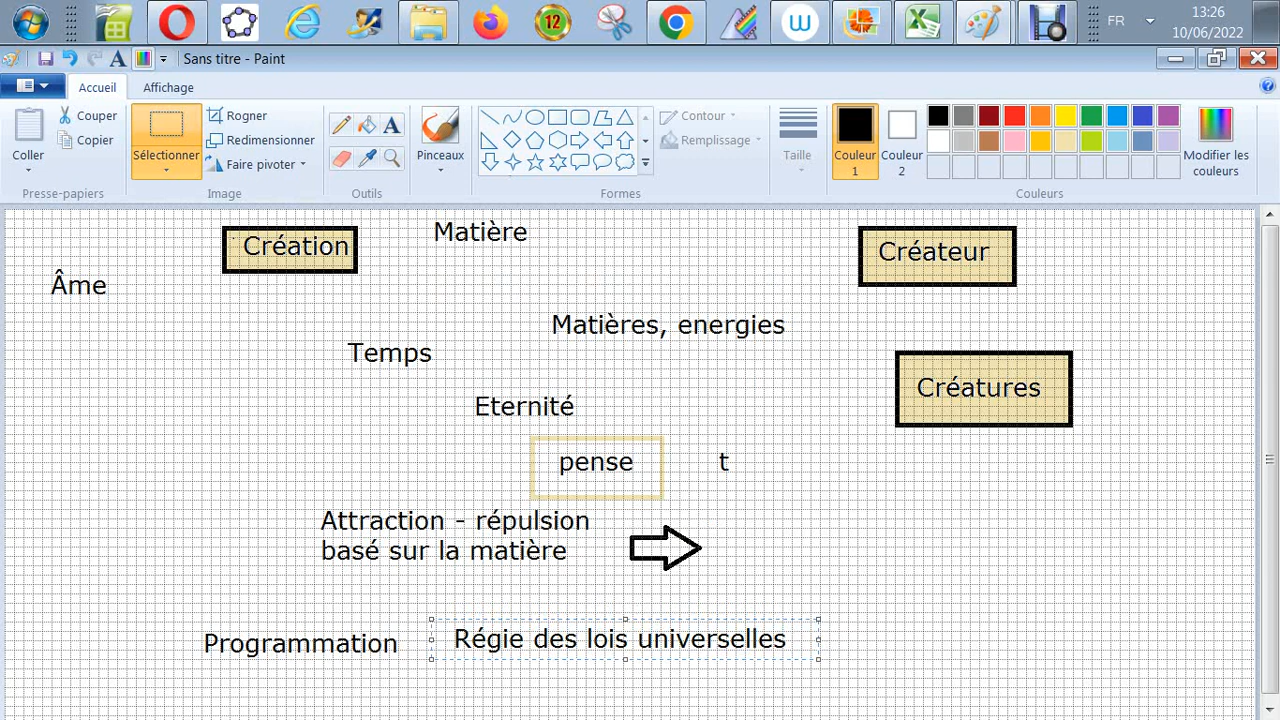 FR
13:26
10/06/2022
12
W
Sans titre - Paint
Accueil
Affichage
Coller
Couper
Copier
Presse-papiers
Sélectionner
Rogner
Redimensionner
Faire pivoter
Image
A
Outils
Pinceaux
Contour
Remplissage
Formes
Taille
Couleur
1
Couleur
2
Modifier les
couleurs
Couleurs
Création
Matière
Créateur
Âme
Matières, energies
Temps
Créatures
Eternité
pense
t
Attraction - répulsion
basé sur la matière
Programmation
Régie des lois universelles